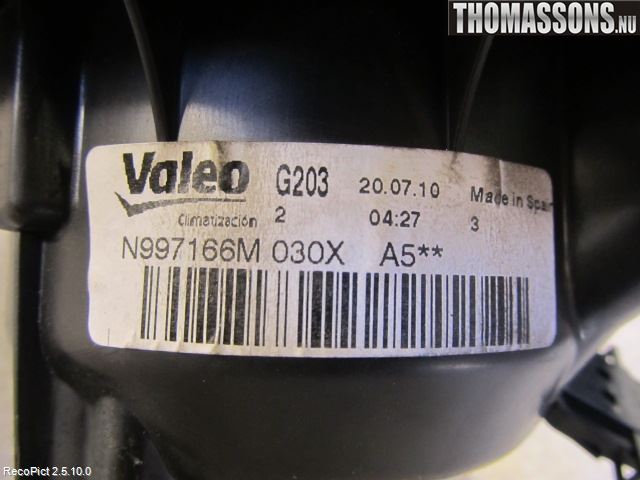 THOMASSONS.NU
Valeo G203 20.07.10 Made in Spain
Climatización 2 04:27 3
N997166M 030X A5**
RecoPict 2.5.10.0